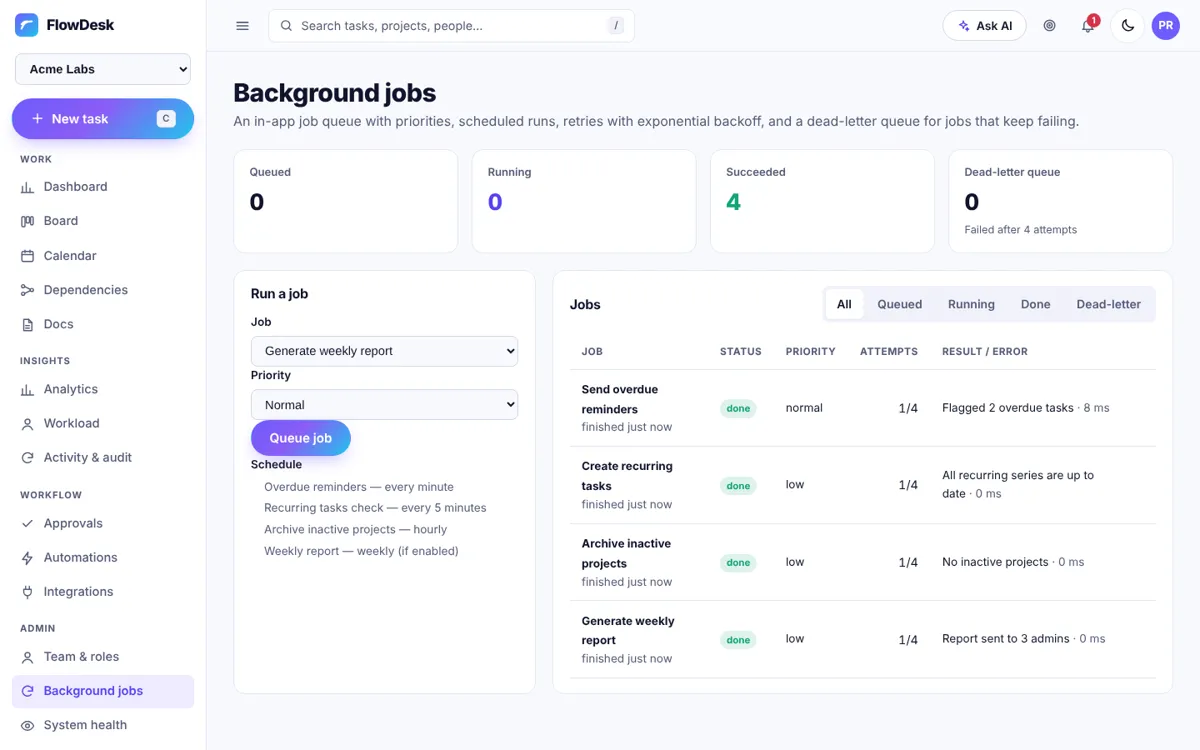 FlowDesk
Acme Labs
+ New task C
WORK
Dashboard
Board
Calendar
Dependencies
Docs
INSIGHTS
Analytics
Workload
Activity & audit
WORKFLOW
Approvals
Automations
Integrations
ADMIN
Team & roles
Background jobs
System health
Search tasks, projects, people... /
Ask AI
1
PR
Background jobs
An in-app job queue with priorities, scheduled runs, retries with exponential backoff, and a dead-letter queue for jobs that keep failing.
Queued
0
Running
0
Succeeded
4
Dead-letter queue
0
Failed after 4 attempts
Run a job
Job
Generate weekly report
Priority
Normal
Queue job
Schedule
Overdue reminders — every minute
Recurring tasks check — every 5 minutes
Archive inactive projects — hourly
Weekly report — weekly (if enabled)
Jobs
All Queued Running Done Dead-letter
JOB STATUS PRIORITY ATTEMPTS RESULT / ERROR
Send overdue
reminders
finished just now
done normal 1/4 Flagged 2 overdue tasks · 8 ms
Create recurring
tasks
finished just now
done low 1/4 All recurring series are up to
date · 0 ms
Archive inactive
projects
finished just now
done low 1/4 No inactive projects · 0 ms
Generate weekly
report
finished just now
done low 1/4 Report sent to 3 admins · 0 ms